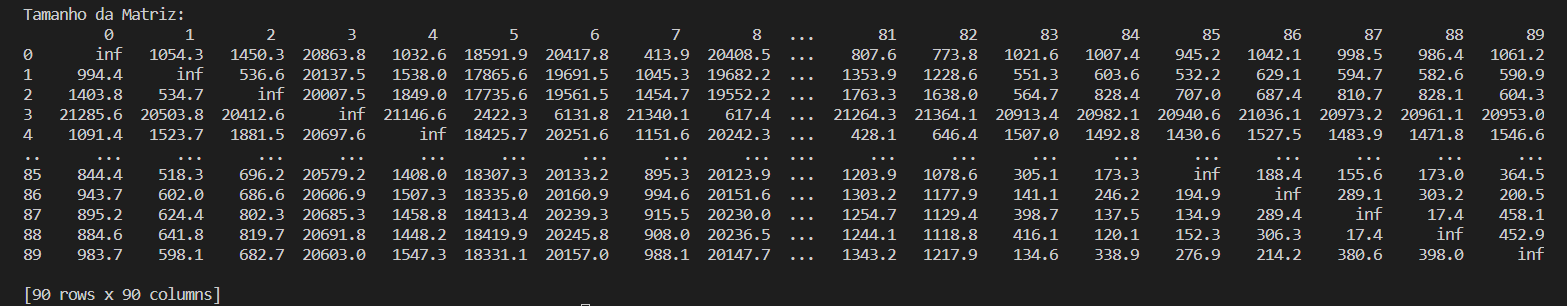 Tamanho da Matriz:
0 1 2 3 4 5 6 7 8 ... 81 82 83 84 85 86 87 88 89
0 inf 1054.3 1450.3 20863.8 1032.6 18591.9 20417.8 413.9 20408.5 ... 807.6 773.8 1021.6 1007.4 945.2 1042.1 998.5 986.4 1061.2
1 994.4 inf 536.6 20137.5 1538.0 17865.6 19691.5 1045.3 19682.2 ... 1353.9 1228.6 551.3 603.6 532.2 629.1 594.7 582.6 590.9
2 1403.8 534.7 inf 20007.5 1849.0 17735.6 19561.5 1454.7 19552.2 ... 1763.3 1638.0 564.7 828.4 707.0 687.4 810.7 828.1 604.3
3 21285.6 20503.8 20412.6 inf 21146.6 2422.3 6131.8 21340.1 617.4 ... 21264.3 21364.1 20913.4 20982.1 20940.6 21036.1 20973.2 20961.1 20953.0
4 1091.4 1523.7 1881.5 20697.6 inf 18425.7 20251.6 1151.6 20242.3 ... 428.1 646.4 1507.0 1492.8 1430.6 1527.5 1483.9 1471.8 1546.6
.. ... ... ... ... ... ... ... ... ... ... ... ... ... ... ... ... ... ... ...
85 844.4 518.3 696.2 20579.2 1408.0 18307.3 20133.2 895.3 20123.9 ... 1203.9 1078.6 305.1 173.3 inf 188.4 155.6 173.0 364.5
86 943.7 602.0 686.6 20606.9 1507.3 18335.0 20160.9 994.6 20151.6 ... 1303.2 1177.9 141.1 246.2 194.9 inf 289.1 303.2 200.5
87 895.2 624.4 802.3 20685.3 1458.8 18413.4 20239.3 915.5 20230.0 ... 1254.7 1129.4 398.7 137.5 134.9 289.4 inf 17.4 458.1
88 884.6 641.8 819.7 20691.8 1448.2 18419.9 20245.8 908.0 20236.5 ... 1244.1 1118.8 416.1 120.1 152.3 306.3 17.4 inf 452.9
89 983.7 598.1 682.7 20603.0 1547.3 18331.1 20157.0 988.1 20147.7 ... 1343.2 1217.9 134.6 338.9 276.9 214.2 380.6 398.0 inf
[90 rows x 90 columns]